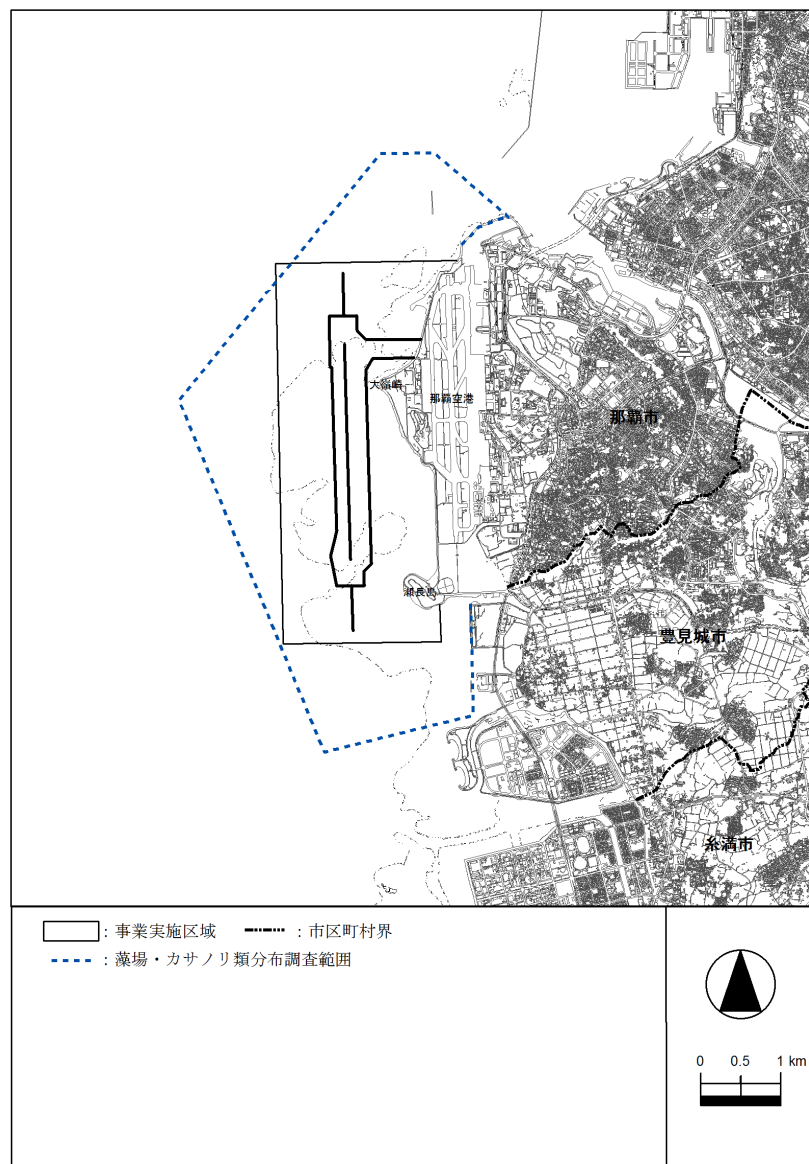 大嶺崎
那覇空港
那覇市
瀬長島
豊見城市
糸満市
：事業実施区域
：市区町村界
：藻場・カサノリ類分布調査範囲
0 0.5 1 km